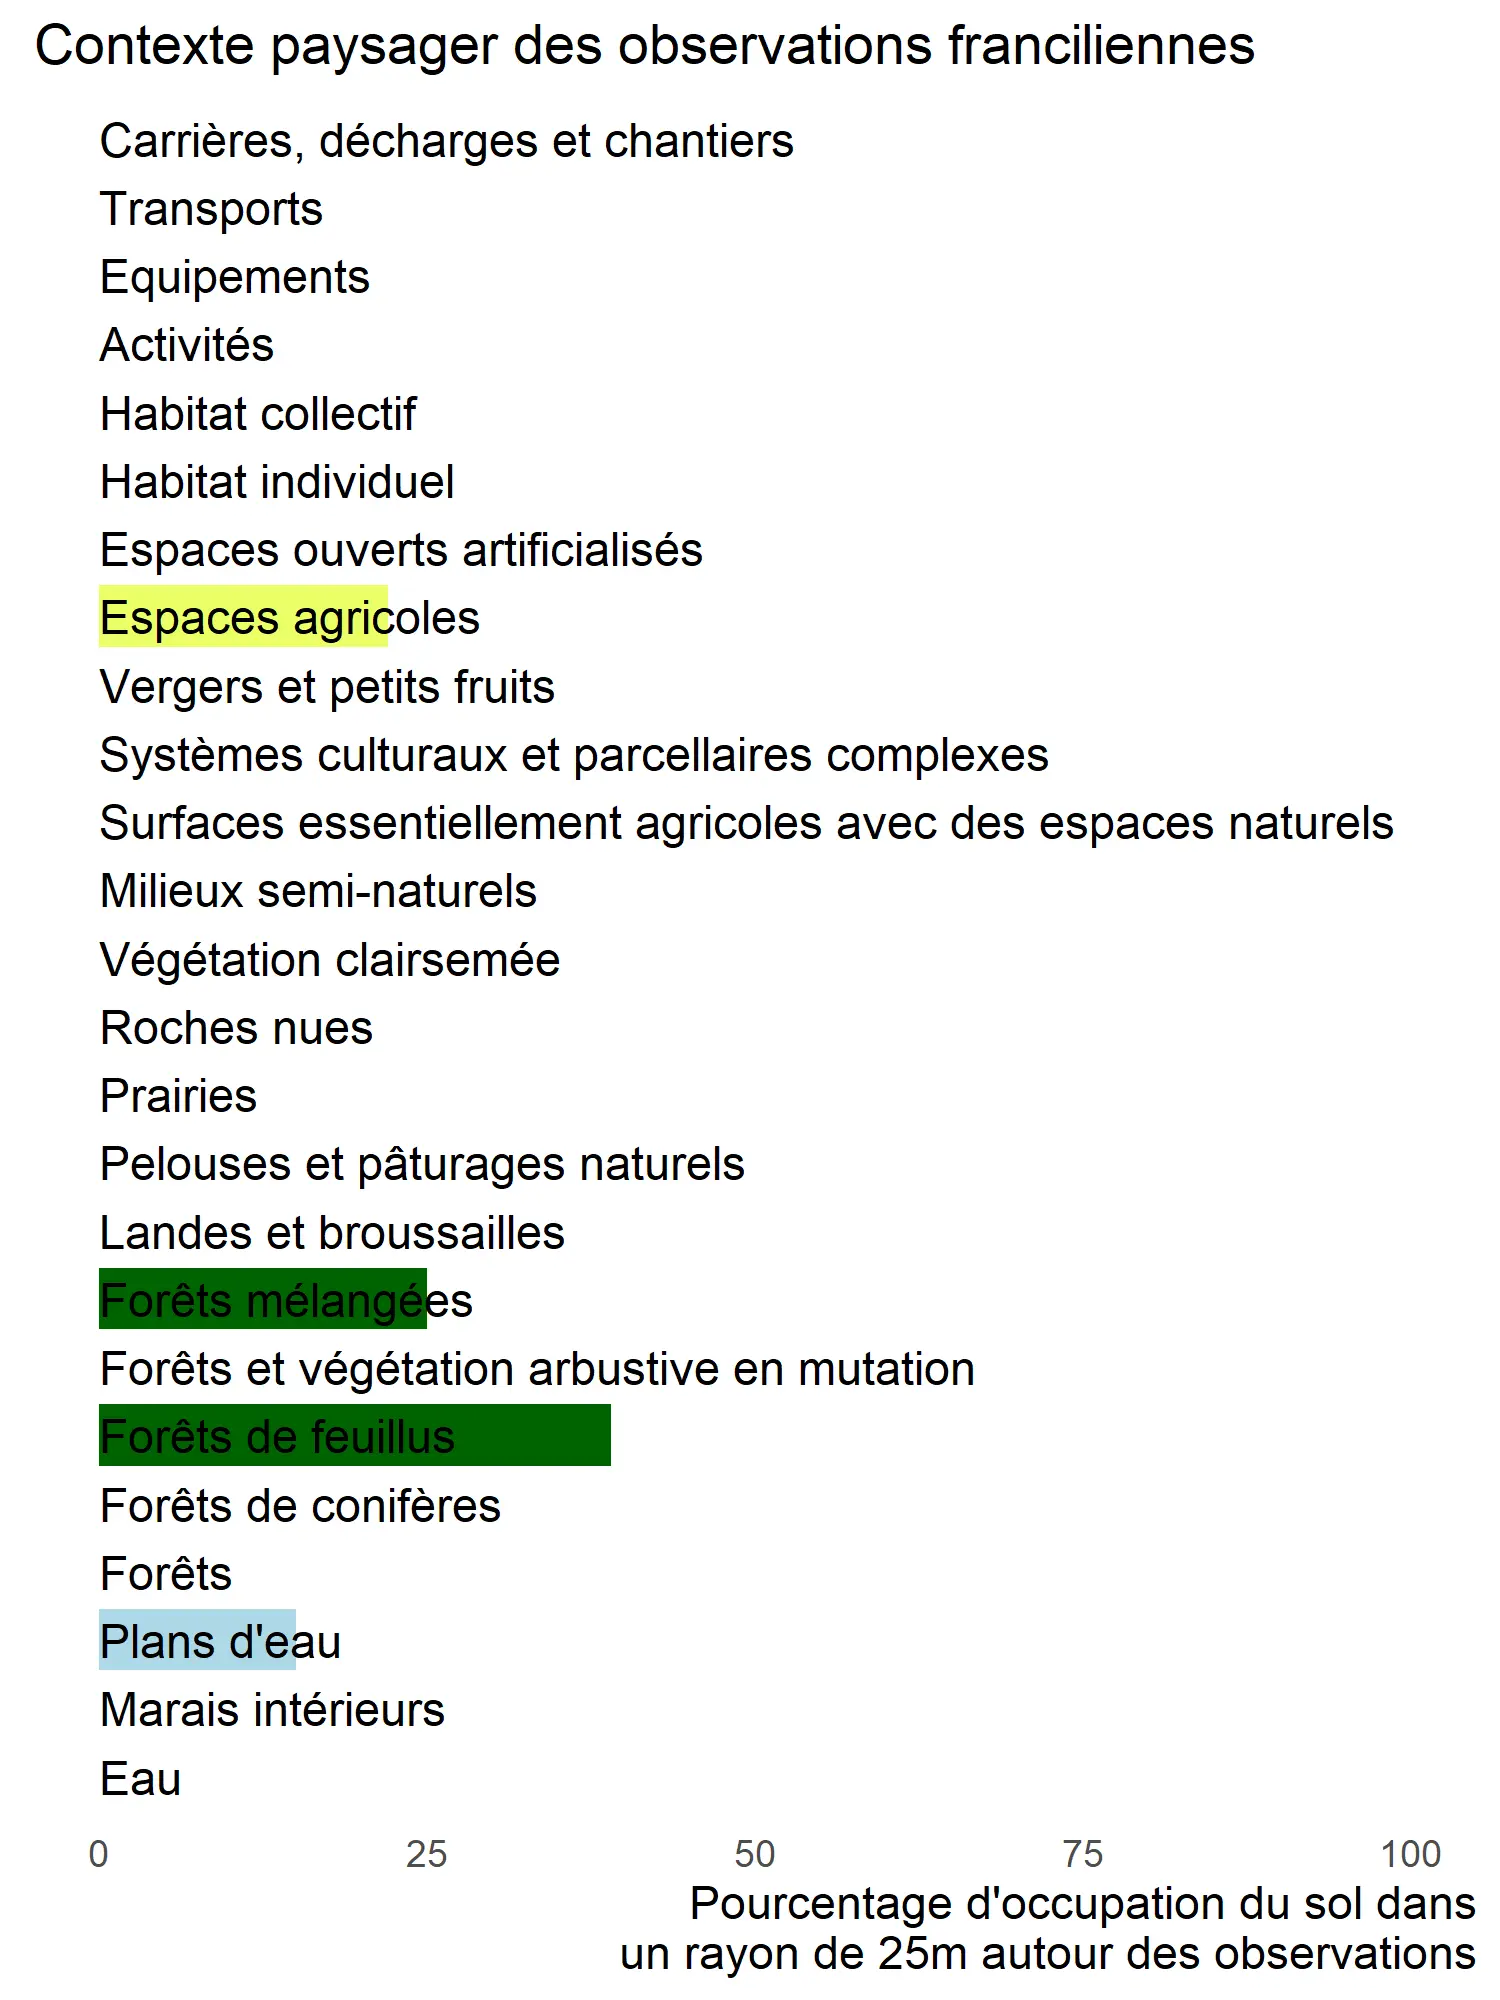 Contexte paysager des observations franciliennes
Carrières, décharges et chantiers
Transports
Equipements
Activités
Habitat collectif
Habitat individuel
Espaces ouverts artificialisés
Espaces agricoles
Vergers et petits fruits
Systèmes culturaux et parcellaires complexes
Surfaces essentiellement agricoles avec des espaces naturels
Milieux semi-naturels
Végétation clairsemée
Roches nues
Prairies
Pelouses et pâturages naturels
Landes et broussailles
Forêts mélangées
Forêts et végétation arbustive en mutation
Forêts de feuillus
Forêts de conifères
Forêts
Plans d'eau
Marais intérieurs
Eau
0 25 50 75 100
Pourcentage d'occupation du sol dans
un rayon de 25m autour des observations